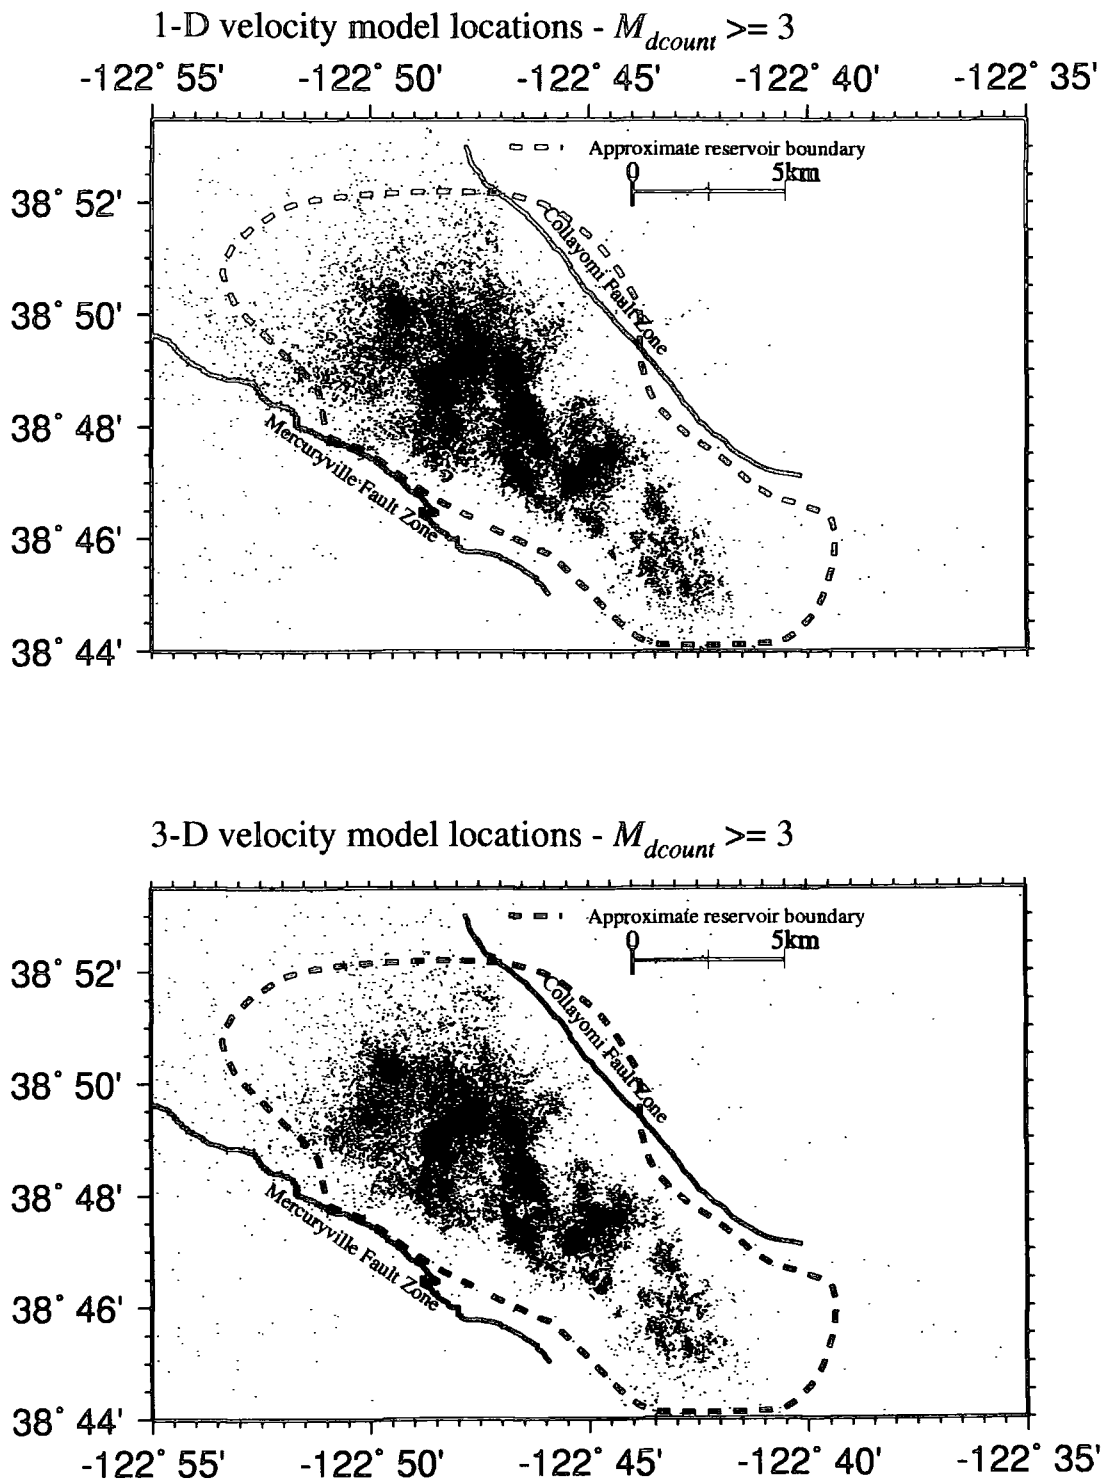 1-D velocity model locations - M_dcount >= 3
-122° 55' -122° 50' -122° 45' -122° 40' -122° 35'
Approximate reservoir boundary
0 5km
38° 52'
Collayomi Fault Zone
38° 50'
38° 48'
Mercuryville Fault Zone
38° 46'
38° 44'
3-D velocity model locations - M_dcount >= 3
Approximate reservoir boundary
0 5km
38° 52'
Collayomi Fault Zone
38° 50'
38° 48'
Mercuryville Fault Zone
38° 46'
38° 44'
-122° 55' -122° 50' -122° 45' -122° 40' -122° 35'